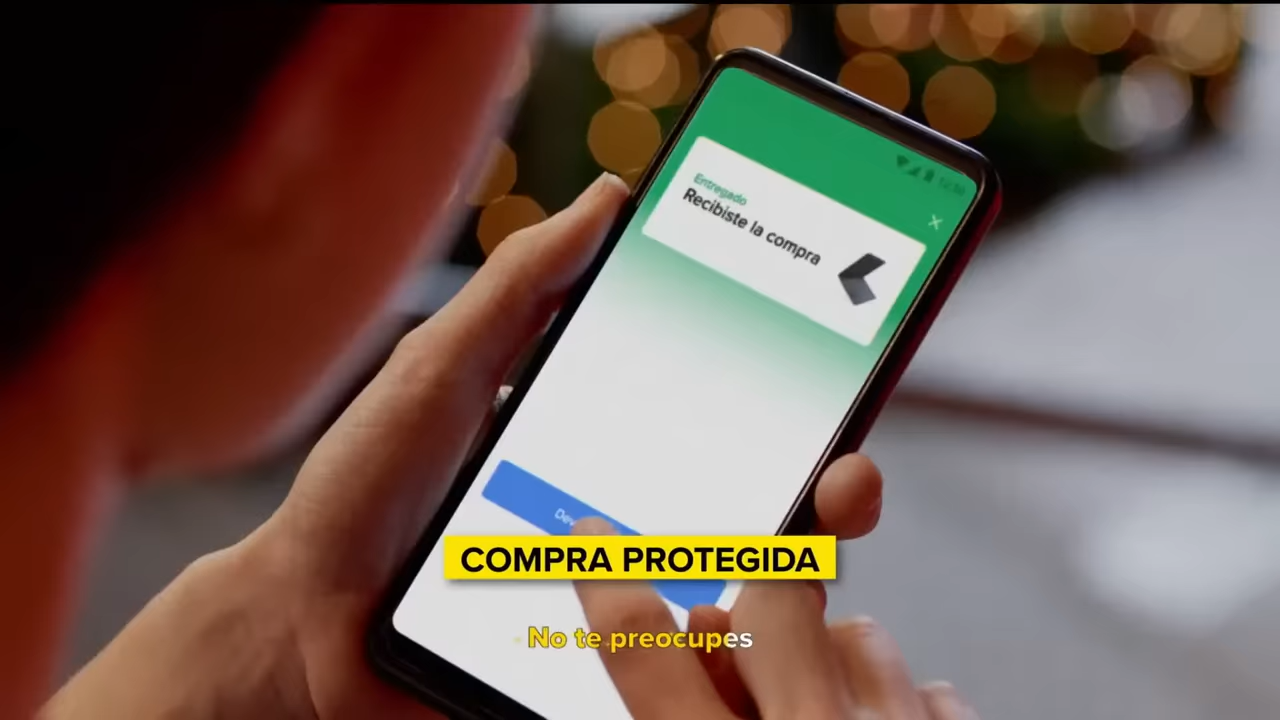 Entregado
Recibiste la compra
COMPRA PROTEGIDA
No te preocupes